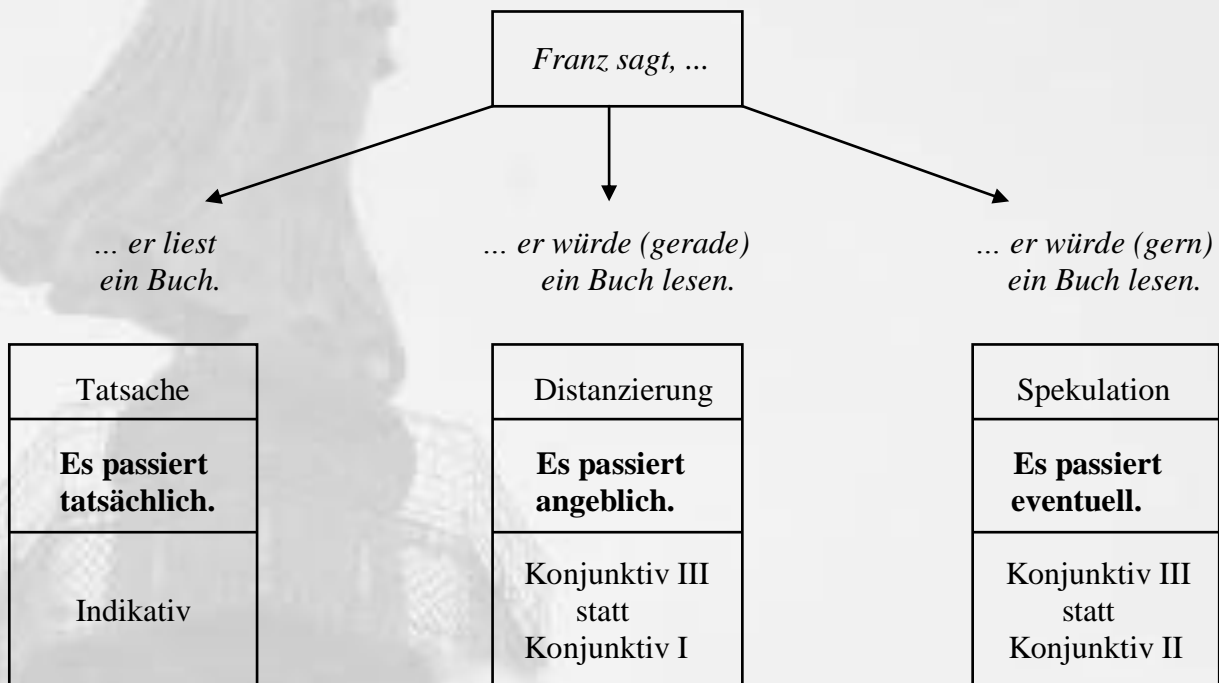 Franz sagt, ...
... er liest
ein Buch.
... er würde (gerade)
ein Buch lesen.
... er würde (gern)
ein Buch lesen.
Tatsache
Es passiert
tatsächlich.
Indikativ
Distanzierung
Es passiert
angeblich.
Konjunktiv III
statt
Konjunktiv I
Spekulation
Es passiert
eventuell.
Konjunktiv III
statt
Konjunktiv II